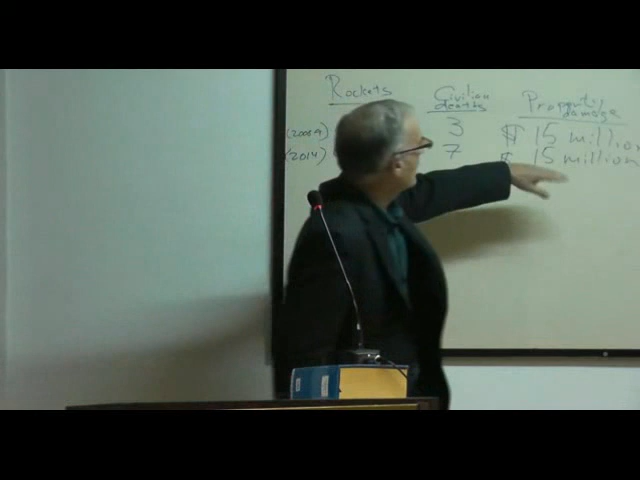 Rockets Civilian deaths Property damage
(2008-9) 3 $ 15 million
(2014) 7 $ 15 million